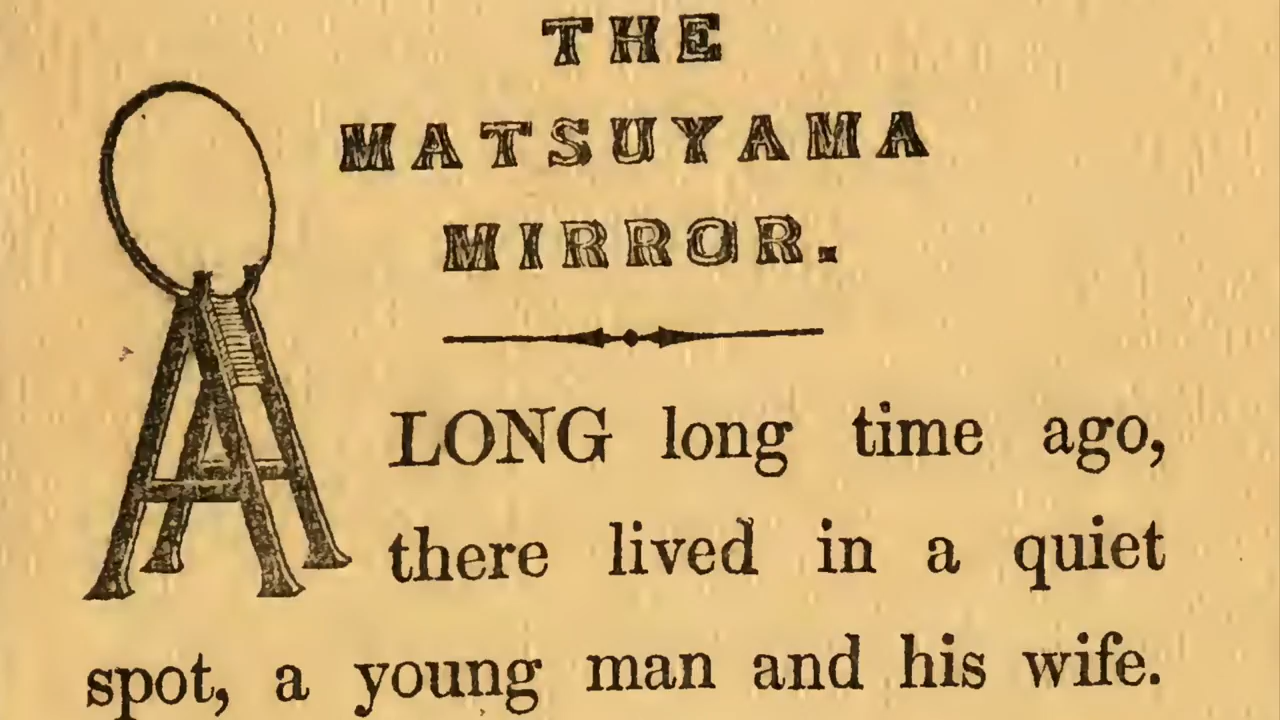 THE
MATSUYAMA
MIRROR.
A LONG long time ago,
there lived in a quiet
spot, a young man and his wife.